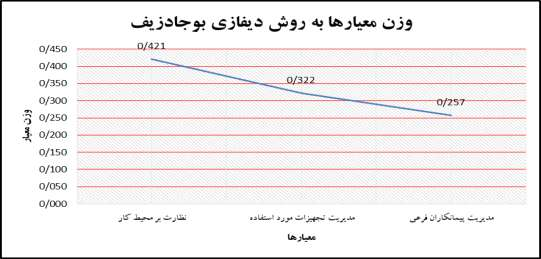 وزن معیارها به روش دیفازی بوجادزیف
0/450
0/400
0/350
0/300
0/250
0/200
0/150
0/100
0/050
0/000
وزن معیار
0/421
0/322
0/257
نظارت بر محیط کار
مدیریت تجهیزات مورد استفاده
مدیریت پیمانکاران فرعی
معیارها